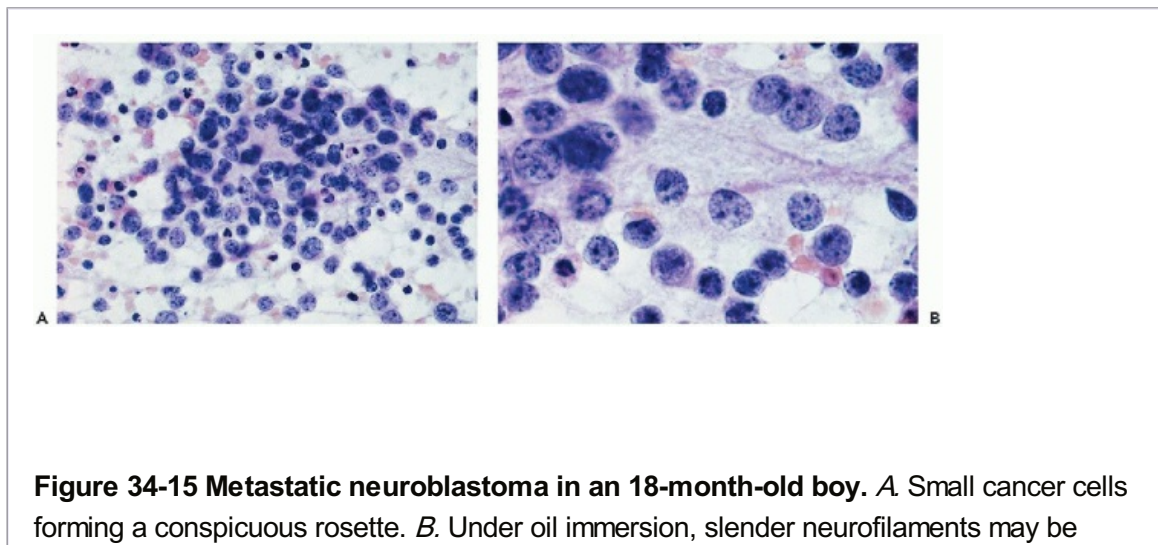 A
B
Figure 34-15 Metastatic neuroblastoma in an 18-month-old boy. A. Small cancer cells
forming a conspicuous rosette. B. Under oil immersion, slender neurofilaments may be